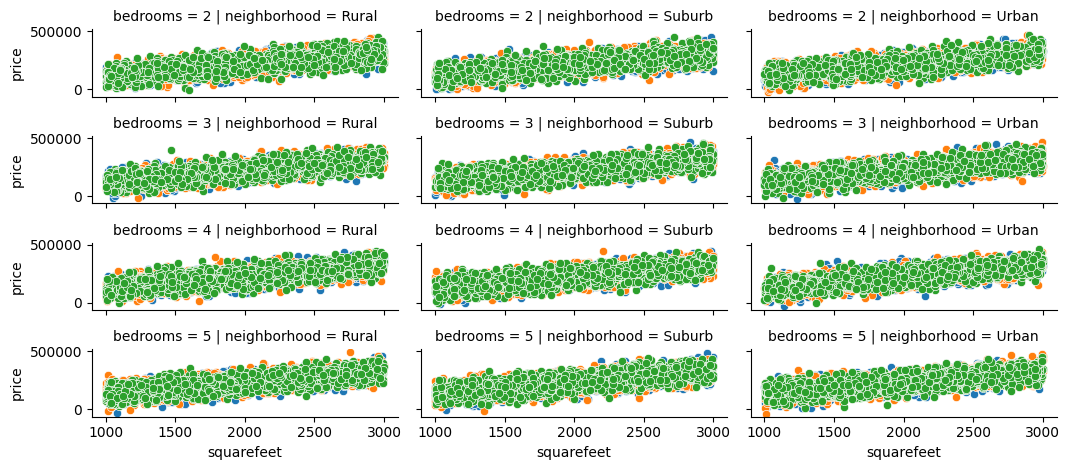 bedrooms = 2 | neighborhood = Rural
bedrooms = 2 | neighborhood = Suburb
bedrooms = 2 | neighborhood = Urban
500000
price
0
bedrooms = 3 | neighborhood = Rural
bedrooms = 3 | neighborhood = Suburb
bedrooms = 3 | neighborhood = Urban
500000
price
0
bedrooms = 4 | neighborhood = Rural
bedrooms = 4 | neighborhood = Suburb
bedrooms = 4 | neighborhood = Urban
500000
price
0
bedrooms = 5 | neighborhood = Rural
bedrooms = 5 | neighborhood = Suburb
bedrooms = 5 | neighborhood = Urban
500000
price
0
1000 1500 2000 2500 3000
1000 1500 2000 2500 3000
1000 1500 2000 2500 3000
squarefeet
squarefeet
squarefeet